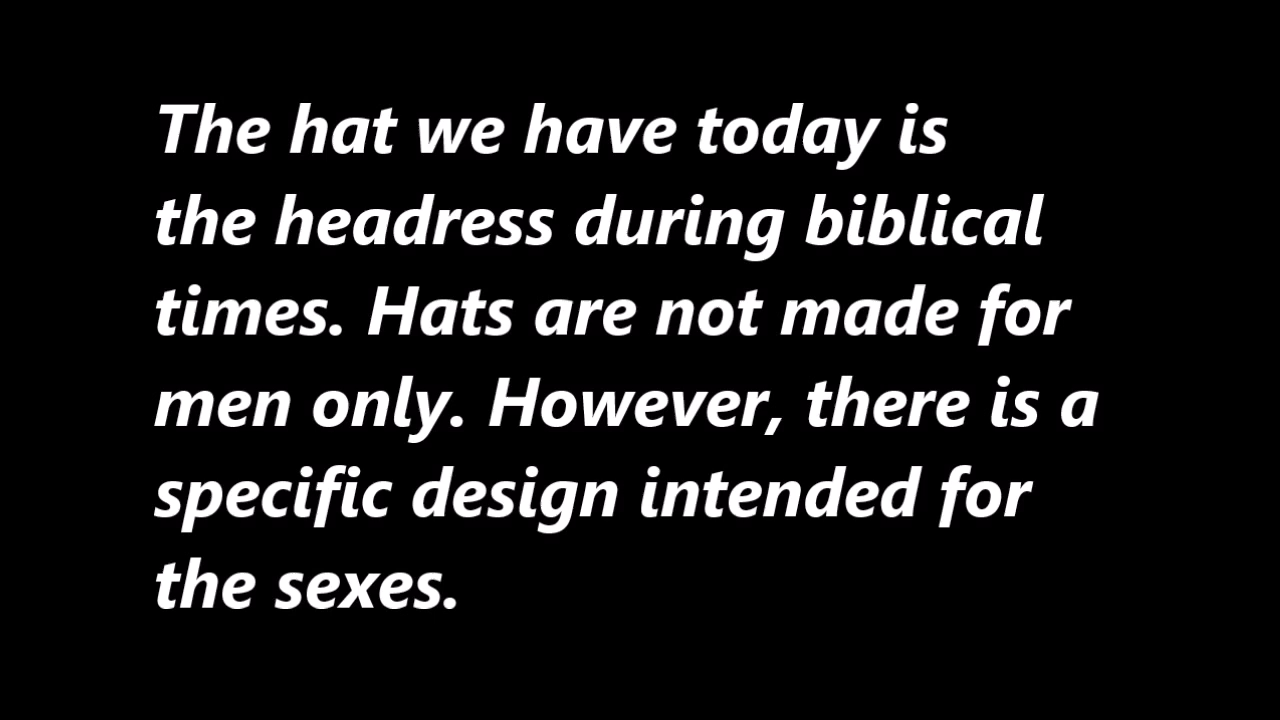 The hat we have today is
the headress during biblical
times. Hats are not made for
men only. However, there is a
specific design intended for
the sexes.